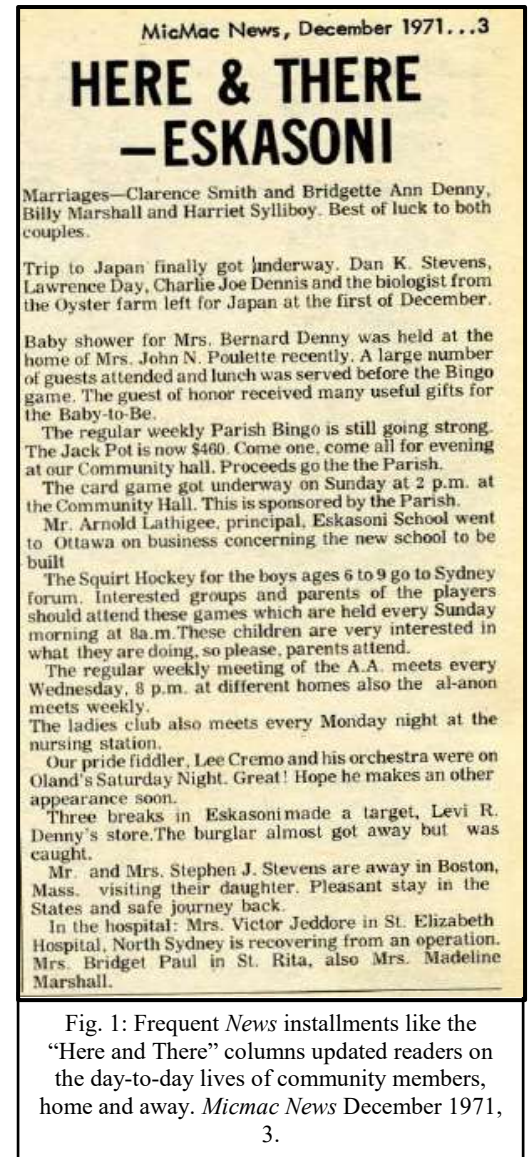 MicMac News, December 1971...3
HERE & THERE
—ESKASONI
Marriages—Clarence Smith and Bridgette Ann Denny,
Billy Marshall and Harriet Sylliboy. Best of luck to both
couples.
Trip to Japan finally got underway. Dan K. Stevens,
Lawrence Day, Charlie Joe Dennis and the biologist from
the Oyster farm left for Japan at the first of December.
Baby shower for Mrs. Bernard Denny was held at the
home of Mrs. John N. Poulette recently. A large number
of guests attended and lunch was served before the Bingo
game. The guest of honor received many useful gifts for
the Baby-to-Be.
The regular weekly Parish Bingo is still going strong.
The Jack Pot is now $460. Come one, come all for evening
at our Community hall. Proceeds go the the Parish.
The card game got underway on Sunday at 2 p.m. at
the Community Hall. This is sponsored by the Parish.
Mr. Arnold Lathigee, principal, Eskasoni School went
to Ottawa on business concerning the new school to be
built
The Squirt Hockey for the boys ages 6 to 9 go to Sydney
forum. Interested groups and parents of the players
should attend these games which are held every Sunday
morning at 8a.m.These children are very interested in
what they are doing, so please, parents attend.
The regular weekly meeting of the A.A. meets every
Wednesday, 8 p.m. at different homes also the al-anon
meets weekly.
The ladies club also meets every Monday night at the
nursing station.
Our pride fiddler, Lee Cremo and his orchestra were on
Oland's Saturday Night. Great! Hope he makes an other
appearance soon.
Three breaks in Eskasoni made a target, Levi R.
Denny's store.The burglar almost got away but was
caught.
Mr. and Mrs. Stephen J. Stevens are away in Boston,
Mass. visiting their daughter. Pleasant stay in the
States and safe journey back.
In the hospital: Mrs. Victor Jeddore in St. Elizabeth
Hospital, North Sydney is recovering from an operation.
Mrs. Bridget Paul in St. Rita, also Mrs. Madeline
Marshall.
Fig. 1: Frequent News installments like the
“Here and There” columns updated readers on
the day-to-day lives of community members,
home and away. Micmac News December 1971,
3.